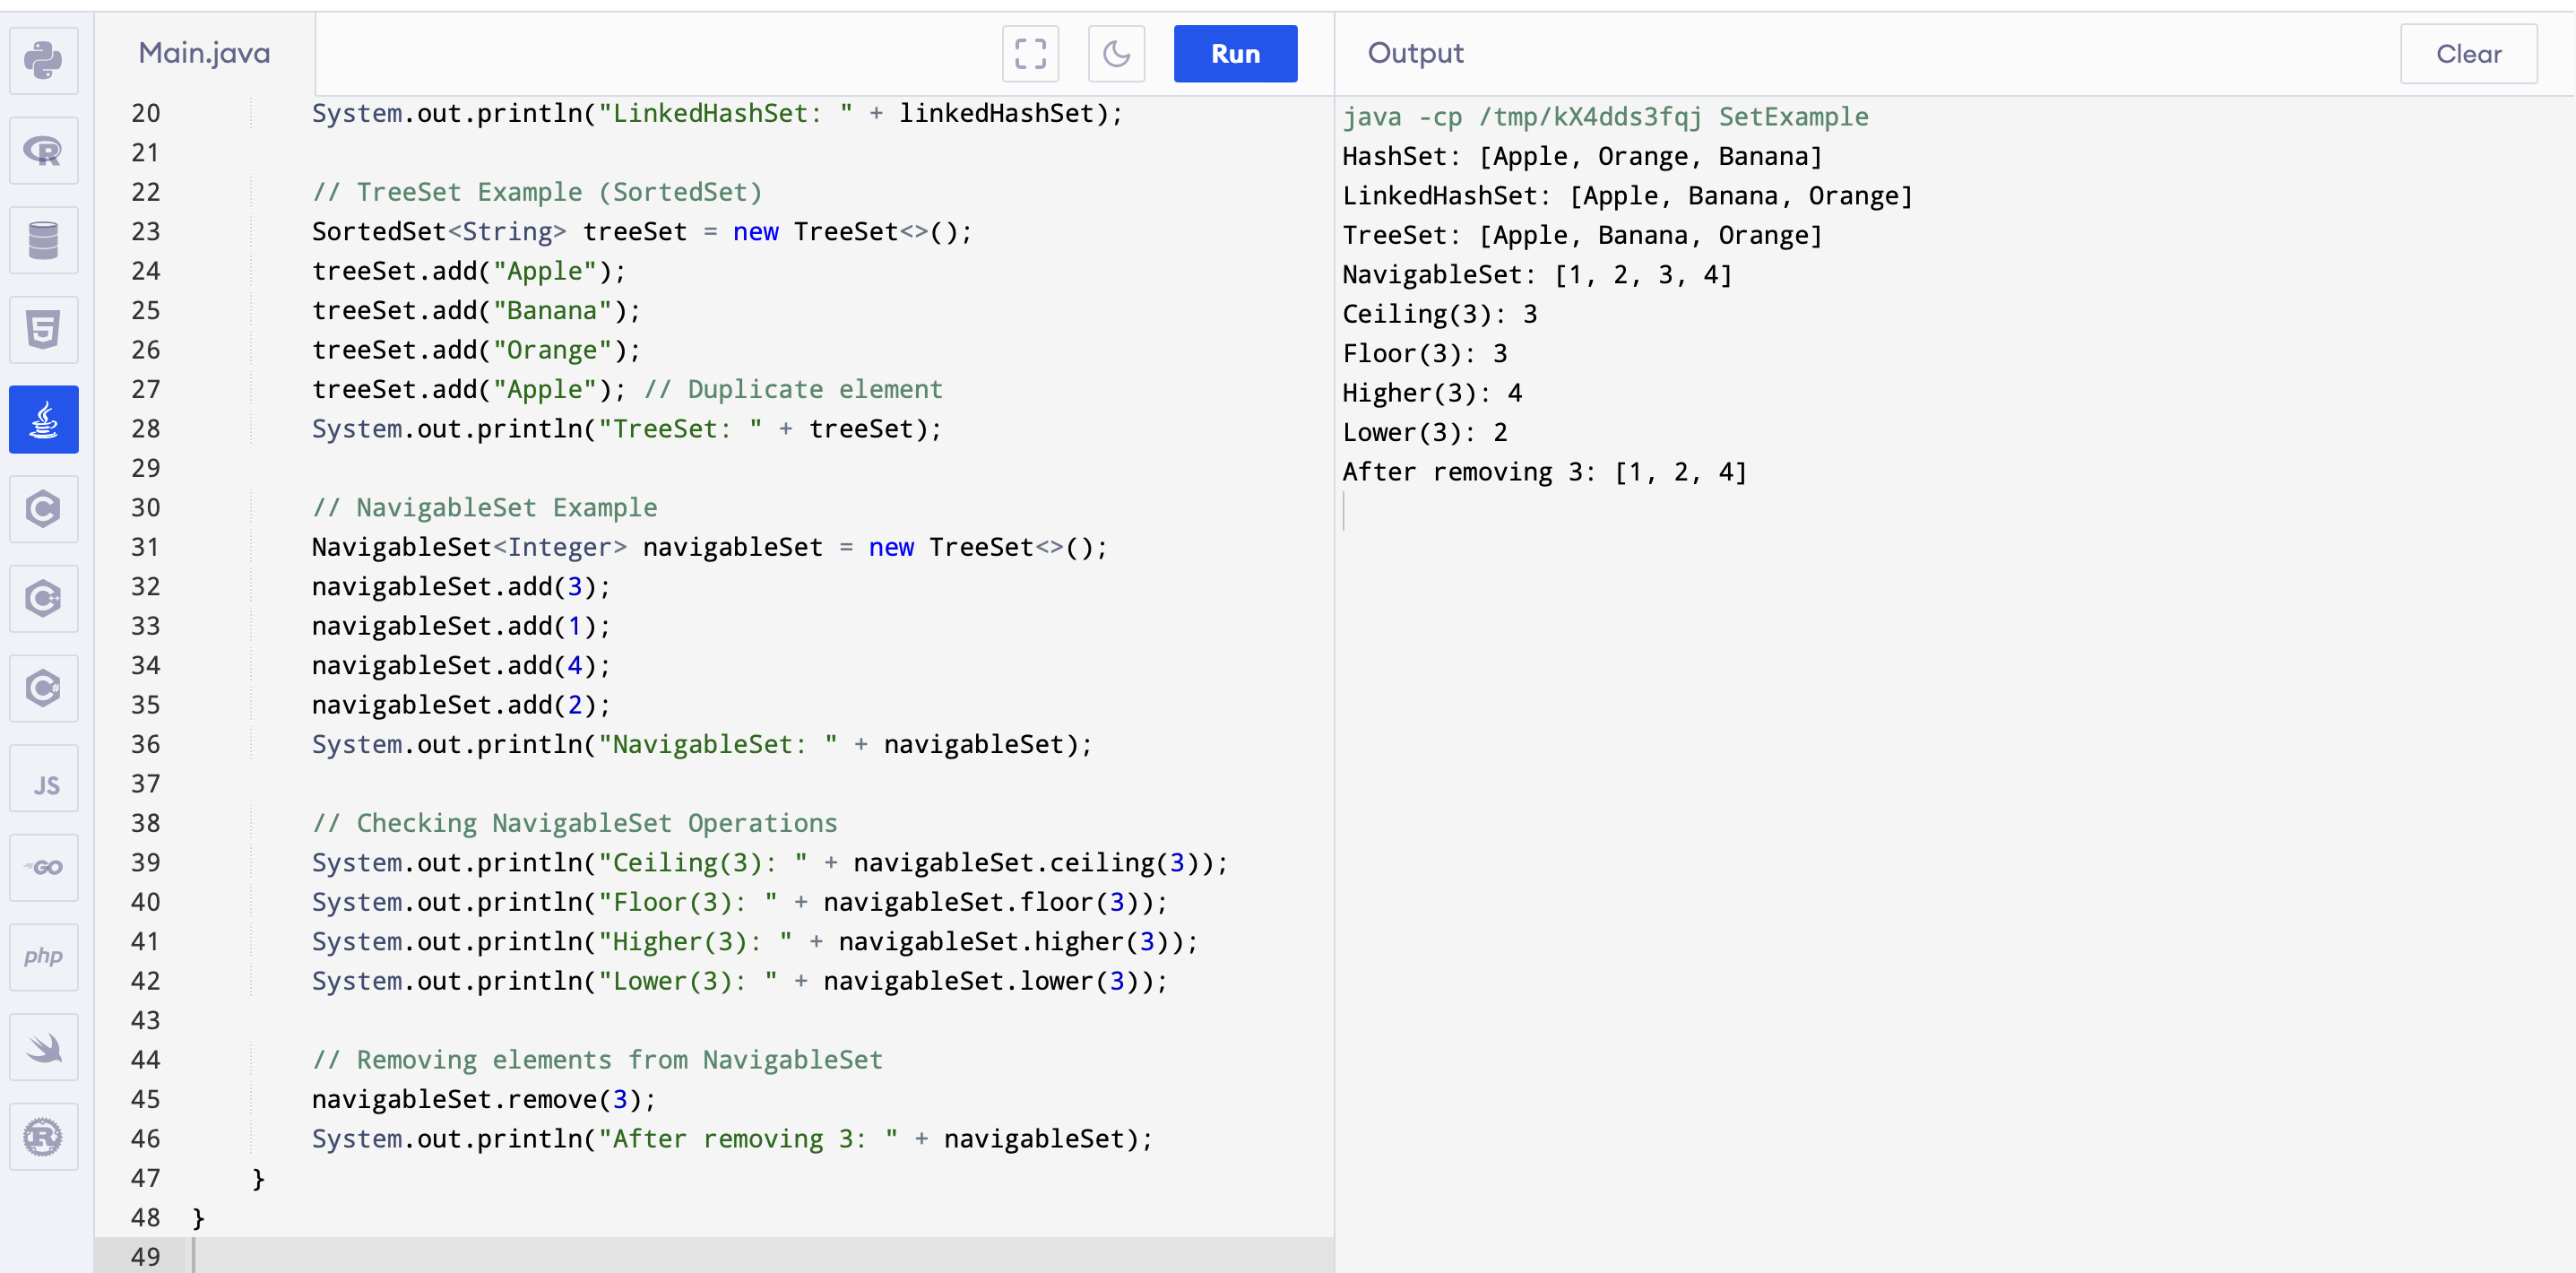 Main.java
Run
Output
Clear
20 System.out.println("LinkedHashSet: " + linkedHashSet);
21
22 // TreeSet Example (SortedSet)
23 SortedSet<String> treeSet = new TreeSet<>();
24 treeSet.add("Apple");
25 treeSet.add("Banana");
26 treeSet.add("Orange");
27 treeSet.add("Apple"); // Duplicate element
28 System.out.println("TreeSet: " + treeSet);
29
30 // NavigableSet Example
31 NavigableSet<Integer> navigableSet = new TreeSet<>();
32 navigableSet.add(3);
33 navigableSet.add(1);
34 navigableSet.add(4);
35 navigableSet.add(2);
36 System.out.println("NavigableSet: " + navigableSet);
37
38 // Checking NavigableSet Operations
39 System.out.println("Ceiling(3): " + navigableSet.ceiling(3));
40 System.out.println("Floor(3): " + navigableSet.floor(3));
41 System.out.println("Higher(3): " + navigableSet.higher(3));
42 System.out.println("Lower(3): " + navigableSet.lower(3));
43
44 // Removing elements from NavigableSet
45 navigableSet.remove(3);
46 System.out.println("After removing 3: " + navigableSet);
47 }
48 }
49
java -cp /tmp/kX4dds3fqj SetExample
HashSet: [Apple, Orange, Banana]
LinkedHashSet: [Apple, Banana, Orange]
TreeSet: [Apple, Banana, Orange]
NavigableSet: [1, 2, 3, 4]
Ceiling(3): 3
Floor(3): 3
Higher(3): 4
Lower(3): 2
After removing 3: [1, 2, 4]
R
5
C
C++
C#
JS
GO
php
R